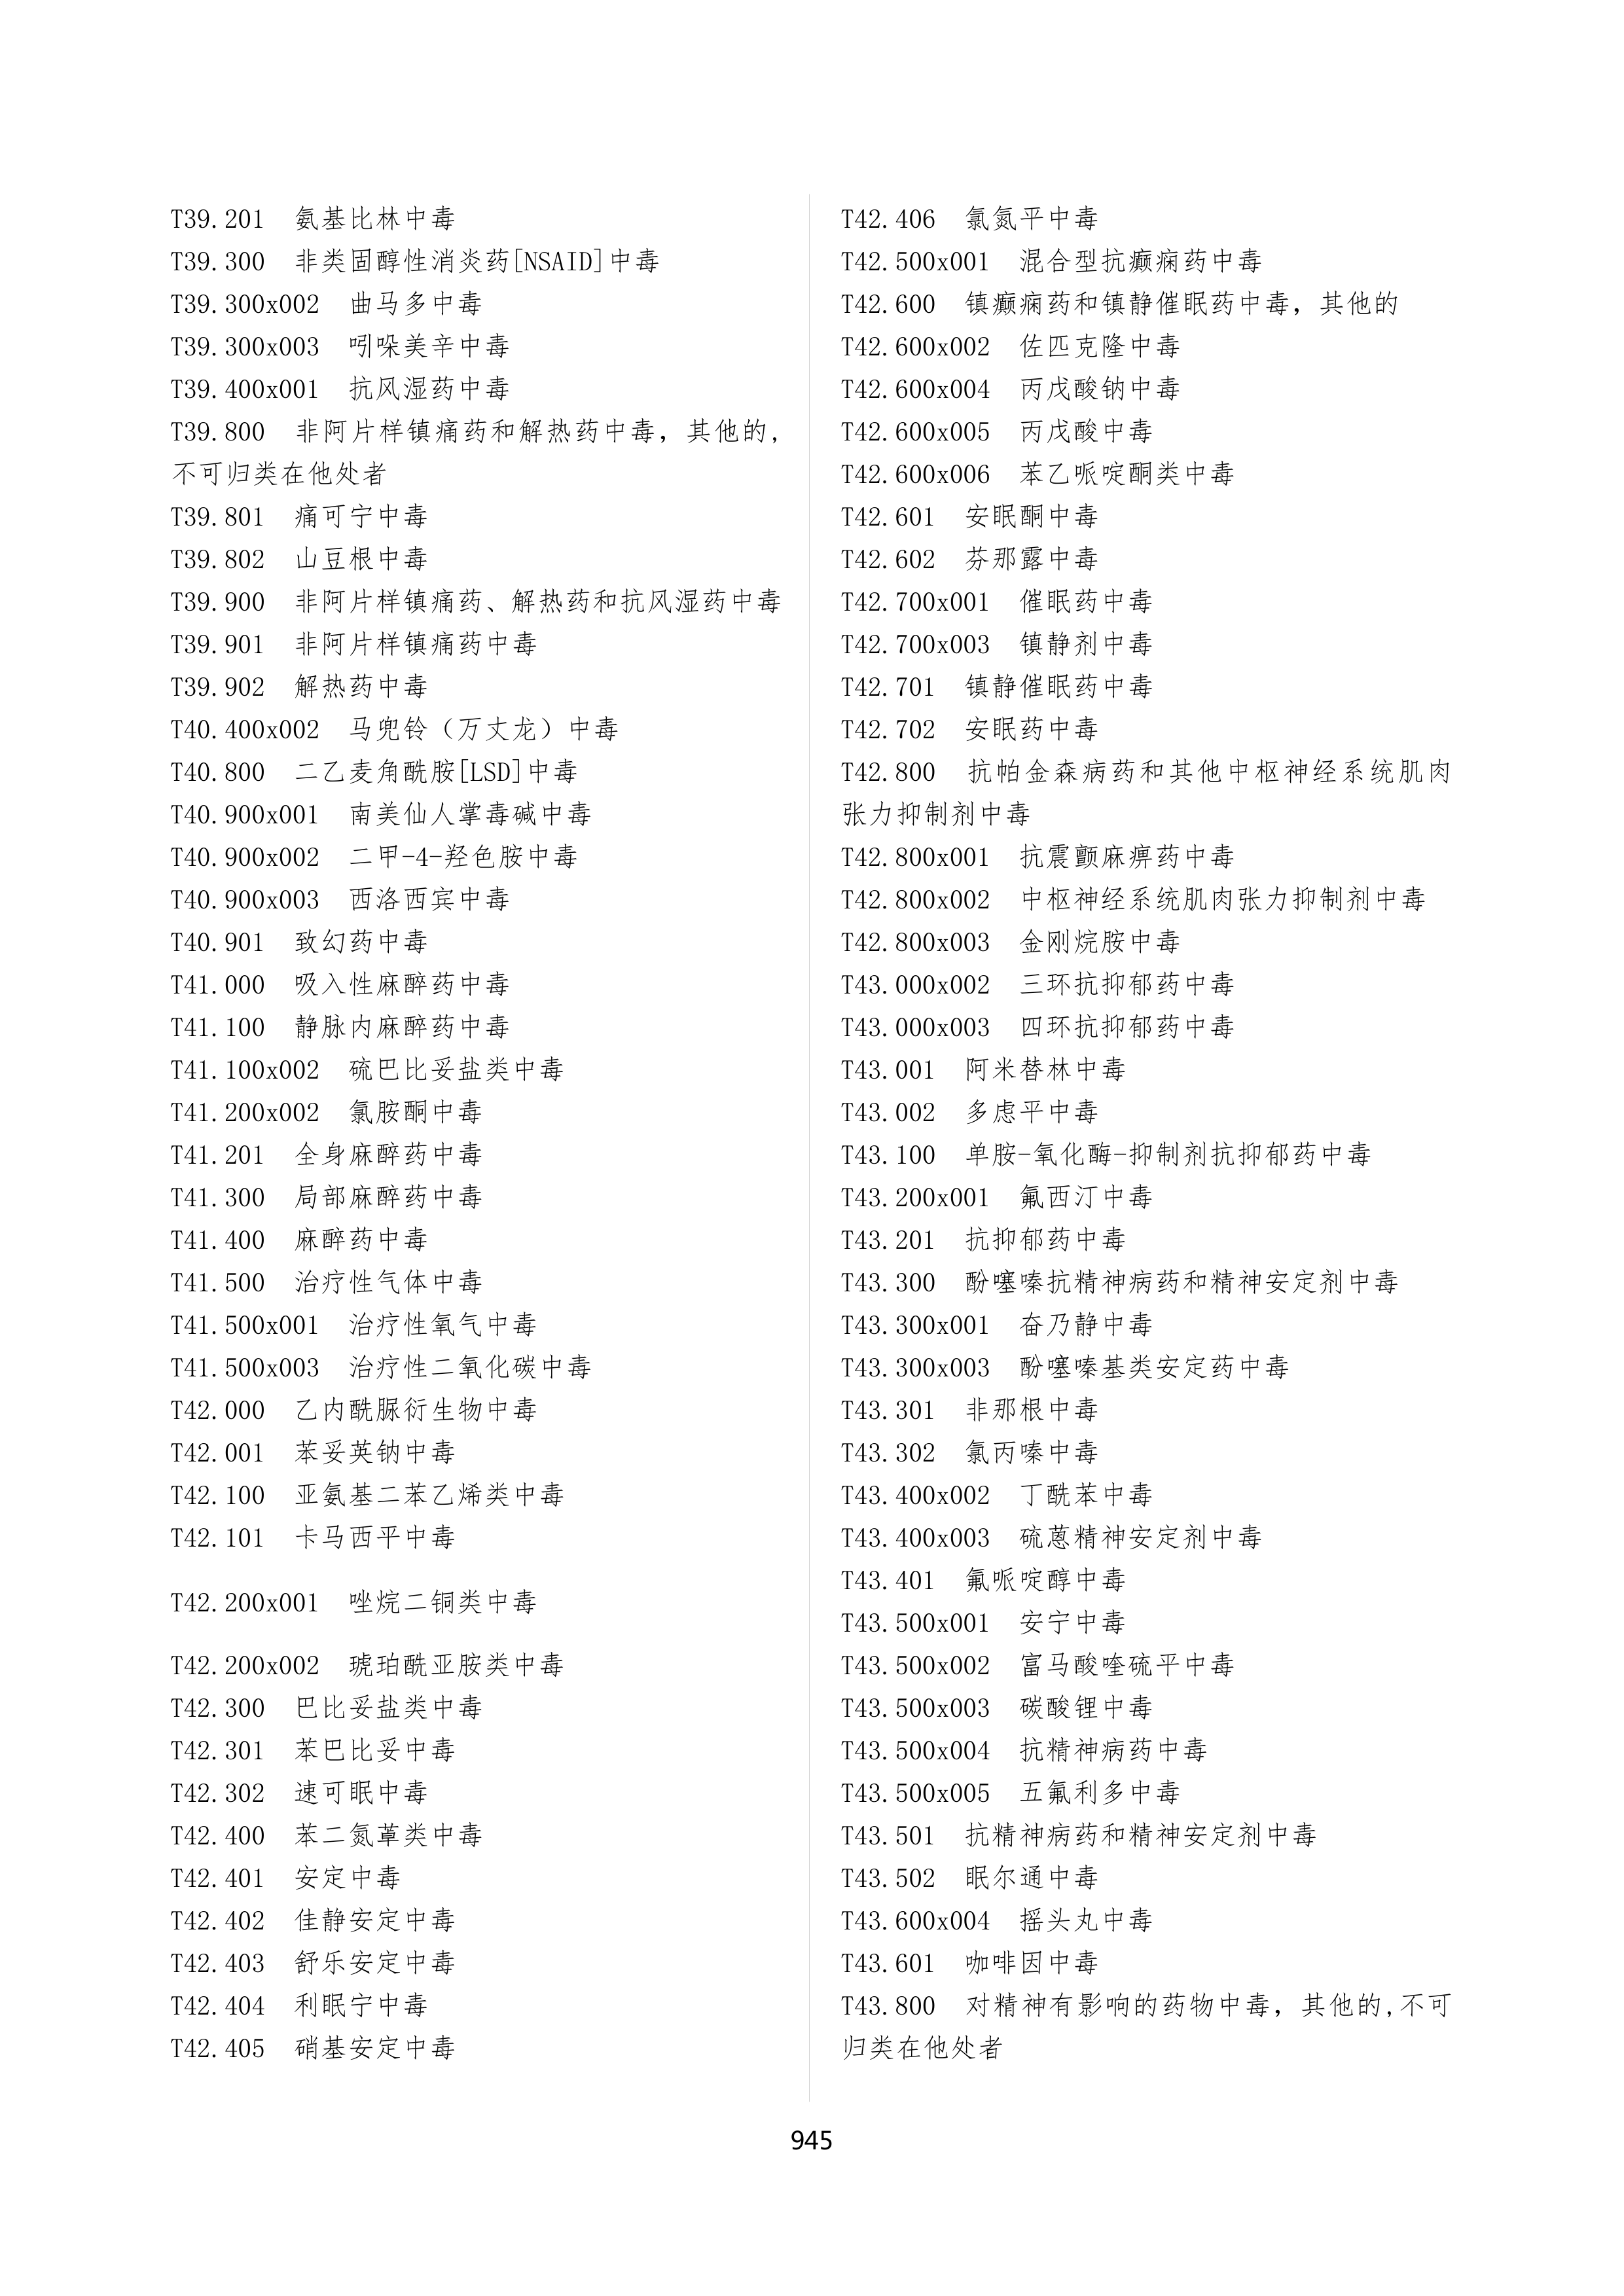 T39.201 氨基比林中毒
T39.300 非类固醇性消炎药[NSAID]中毒
T39.300x002 曲马多中毒
T39.300x003 吲哚美辛中毒
T39.400x001 抗风湿药中毒
T39.800 非阿片样镇痛药和解热药中毒，其他的,
不可归类在他处者
T39.801 痛可宁中毒
T39.802 山豆根中毒
T39.900 非阿片样镇痛药、解热药和抗风湿药中毒
T39.901 非阿片样镇痛药中毒
T39.902 解热药中毒
T40.400x002 马兜铃（万丈龙）中毒
T40.800 二乙麦角酰胺[LSD]中毒
T40.900x001 南美仙人掌毒碱中毒
T40.900x002 二甲-4-羟色胺中毒
T40.900x003 西洛西宾中毒
T40.901 致幻药中毒
T41.000 吸入性麻醉药中毒
T41.100 静脉内麻醉药中毒
T41.100x002 硫巴比妥盐类中毒
T41.200x002 氯胺酮中毒
T41.201 全身麻醉药中毒
T41.300 局部麻醉药中毒
T41.400 麻醉药中毒
T41.500 治疗性气体中毒
T41.500x001 治疗性氧气中毒
T41.500x003 治疗性二氧化碳中毒
T42.000 乙内酰脲衍生物中毒
T42.001 苯妥英钠中毒
T42.100 亚氨基二苯乙烯类中毒
T42.101 卡马西平中毒
T42.200x001 唑烷二铜类中毒
T42.200x002 琥珀酰亚胺类中毒
T42.300 巴比妥盐类中毒
T42.301 苯巴比妥中毒
T42.302 速可眠中毒
T42.400 苯二氮䓬类中毒
T42.401 安定中毒
T42.402 佳静安定中毒
T42.403 舒乐安定中毒
T42.404 利眠宁中毒
T42.405 硝基安定中毒
T42.406 氯氮平中毒
T42.500x001 混合型抗癫痫药中毒
T42.600 镇癫痫药和镇静催眠药中毒，其他的
T42.600x002 佐匹克隆中毒
T42.600x004 丙戊酸钠中毒
T42.600x005 丙戊酸中毒
T42.600x006 苯乙哌啶酮类中毒
T42.601 安眠酮中毒
T42.602 芬那露中毒
T42.700x001 催眠药中毒
T42.700x003 镇静剂中毒
T42.701 镇静催眠药中毒
T42.702 安眠药中毒
T42.800 抗帕金森病药和其他中枢神经系统肌肉
张力抑制剂中毒
T42.800x001 抗震颤麻痹药中毒
T42.800x002 中枢神经系统肌肉张力抑制剂中毒
T42.800x003 金刚烷胺中毒
T43.000x002 三环抗抑郁药中毒
T43.000x003 四环抗抑郁药中毒
T43.001 阿米替林中毒
T43.002 多虑平中毒
T43.100 单胺-氧化酶-抑制剂抗抑郁药中毒
T43.200x001 氟西汀中毒
T43.201 抗抑郁药中毒
T43.300 酚噻嗪抗精神病药和精神安定剂中毒
T43.300x001 奋乃静中毒
T43.300x003 酚噻嗪基类安定药中毒
T43.301 非那根中毒
T43.302 氯丙嗪中毒
T43.400x002 丁酰苯中毒
T43.400x003 硫蒽精神安定剂中毒
T43.401 氟哌啶醇中毒
T43.500x001 安宁中毒
T43.500x002 富马酸喹硫平中毒
T43.500x003 碳酸锂中毒
T43.500x004 抗精神病药中毒
T43.500x005 五氟利多中毒
T43.501 抗精神病药和精神安定剂中毒
T43.502 眠尔通中毒
T43.600x004 摇头丸中毒
T43.601 咖啡因中毒
T43.800 对精神有影响的药物中毒，其他的,不可
归类在他处者
945